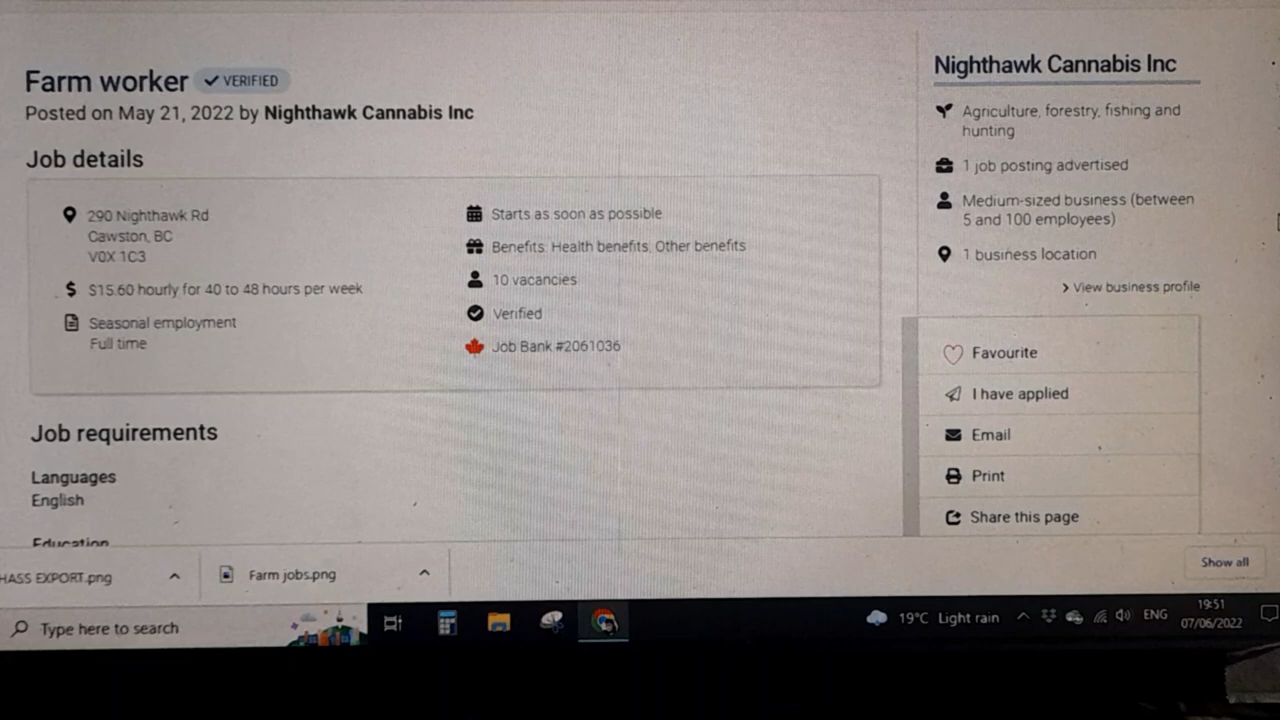 Farm worker ✓ VERIFIED
Posted on May 21, 2022 by Nighthawk Cannabis Inc
Job details
290 Nighthawk Rd
Cawston, BC
V0X 1C3
$15.60 hourly for 40 to 48 hours per week
Seasonal employment
Full time
Starts as soon as possible
Benefits: Health benefits, Other benefits
10 vacancies
Verified
Job Bank #2061036
Job requirements
Languages
English
Education
Nighthawk Cannabis Inc
Agriculture, forestry, fishing and
hunting
1 job posting advertised
Medium-sized business (between
5 and 100 employees)
1 business location
View business profile
Favourite
I have applied
Email
Print
Share this page
HASS EXPORT.png
Farm jobs.png
Show all
Type here to search
19°C Light rain
ENG
19:51
07/06/2022